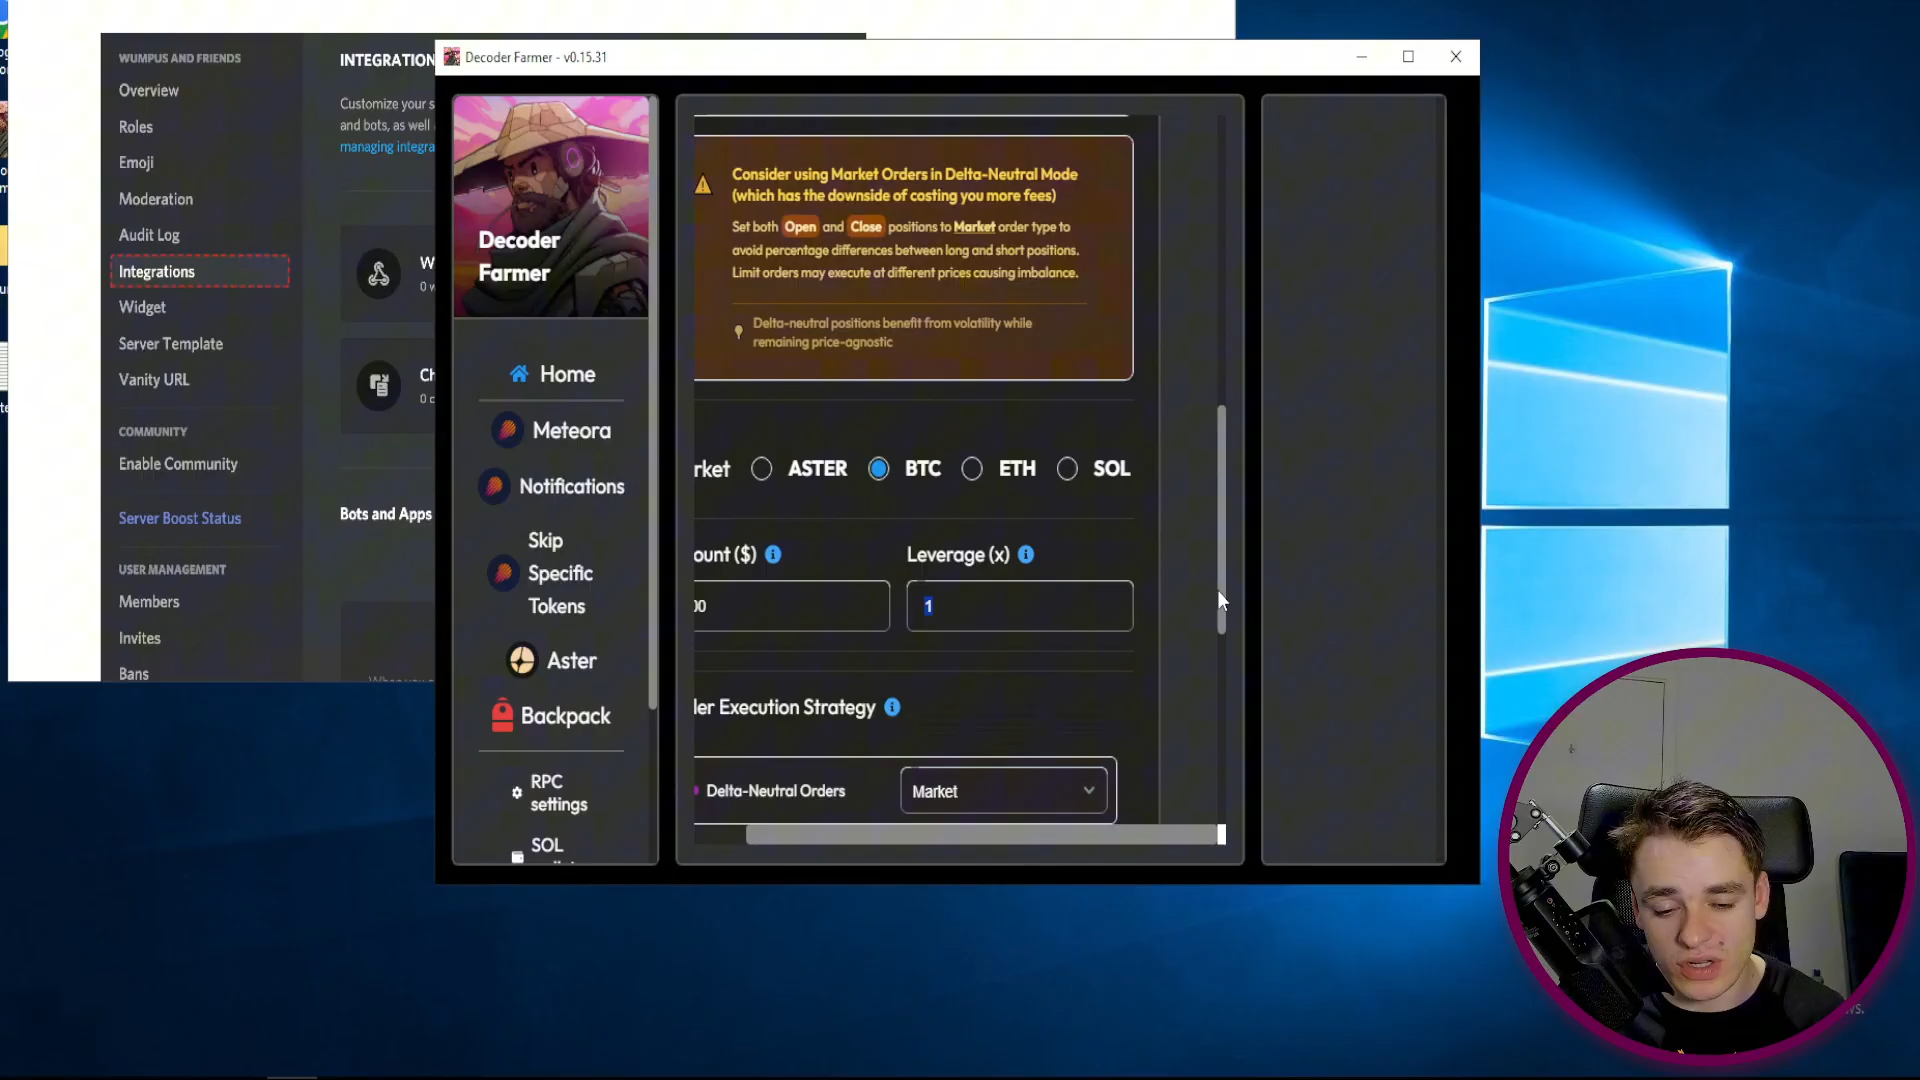 WUMPUS AND FRIENDS
Overview
Roles
Emoji
Moderation
Audit Log
Integrations
Widget
Server Template
Vanity URL
COMMUNITY
Enable Community
Server Boost Status
USER MANAGEMENT
Members
Invites
Bans
INTEGRATION
Customize your s
and bots, as well
managing integra
W
0 w
Ch
0 c
Bots and Apps
Decoder Farmer - v0.15.31
Decoder
Farmer
Home
Meteora
Notifications
Skip
Specific
Tokens
Aster
Backpack
RPC
settings
SOL
Consider using Market Orders in Delta-Neutral Mode
(which has the downside of costing you more fees)
Set both Open and Close positions to Market order type to
avoid percentage differences between long and short positions.
Limit orders may execute at different prices causing imbalance.
Delta-neutral positions benefit from volatility while
remaining price-agnostic
rket ASTER BTC ETH SOL
ount ($) Leverage (x)
00 1
ler Execution Strategy
Delta-Neutral Orders Market
ws.